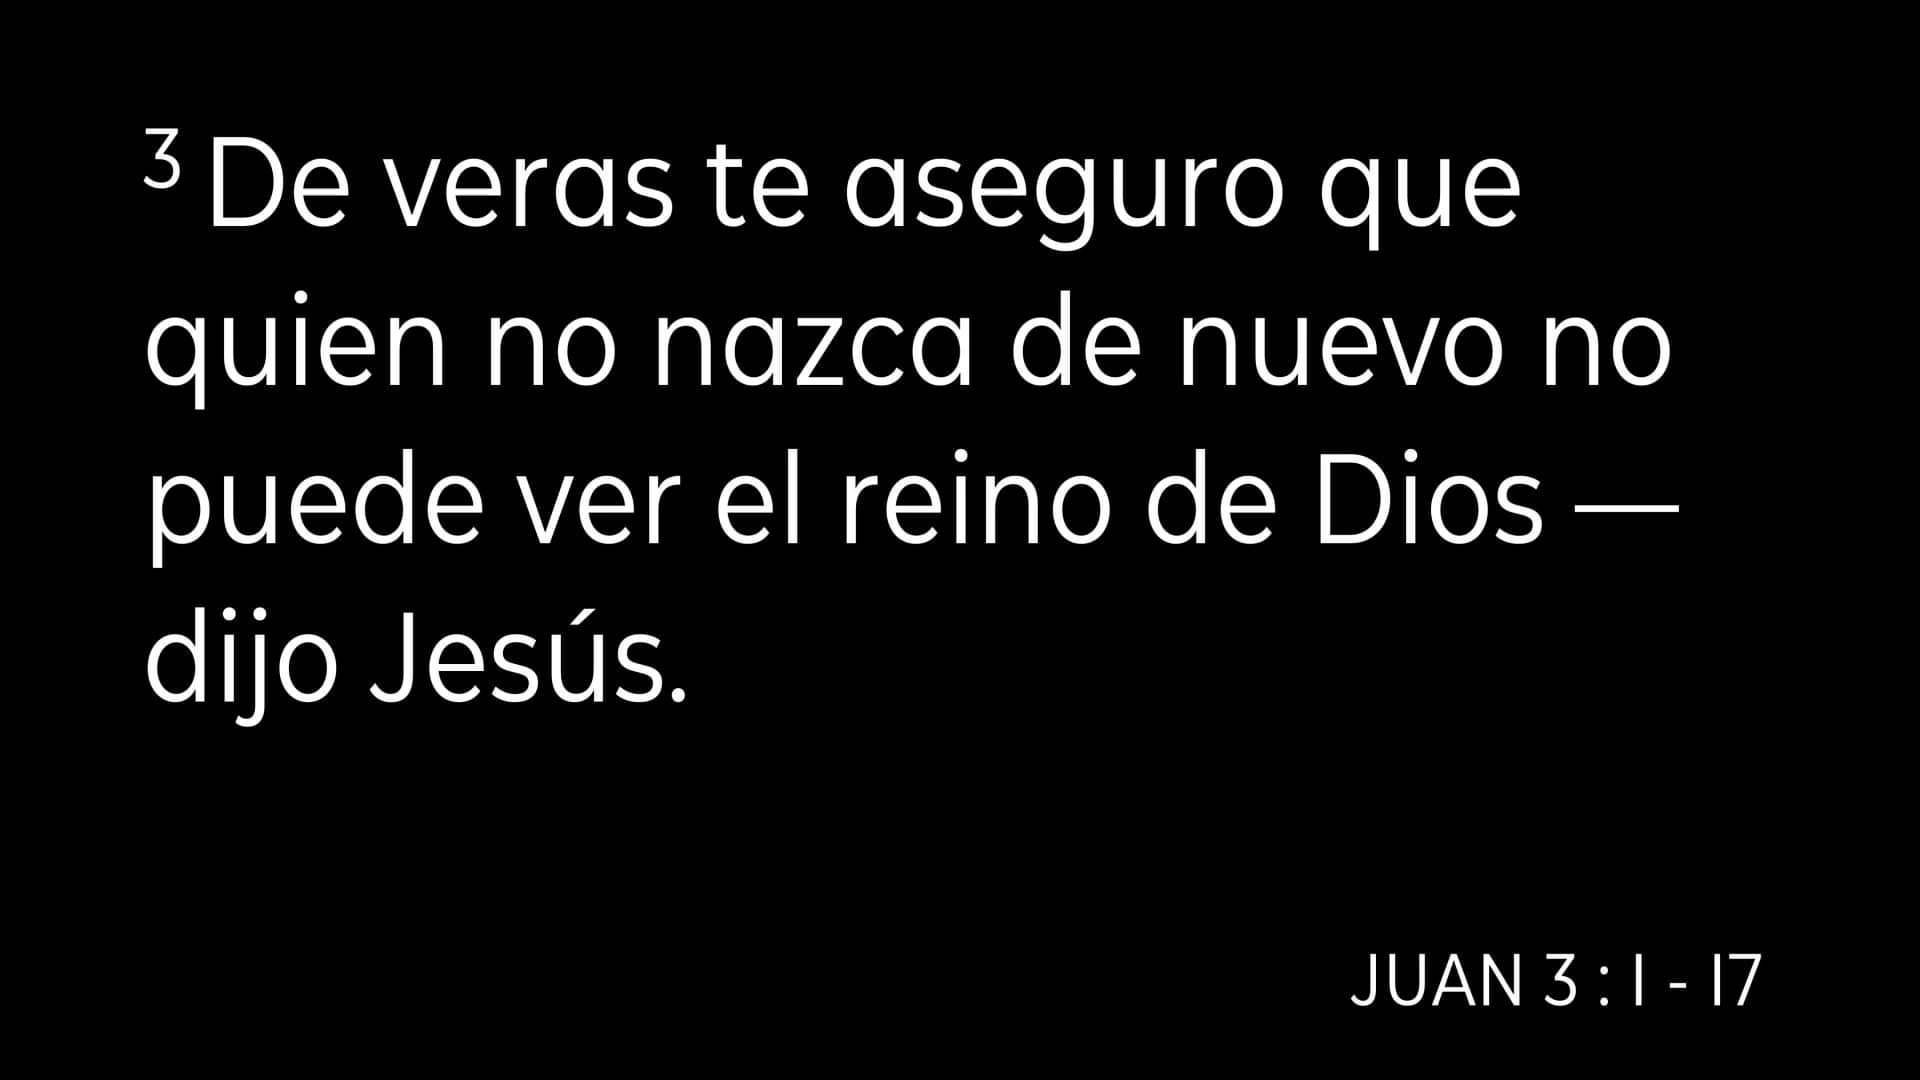 3 De veras te aseguro que
quien no nazca de nuevo no
puede ver el reino de Dios —
dijo Jesús.
JUAN 3 : 1 - 17